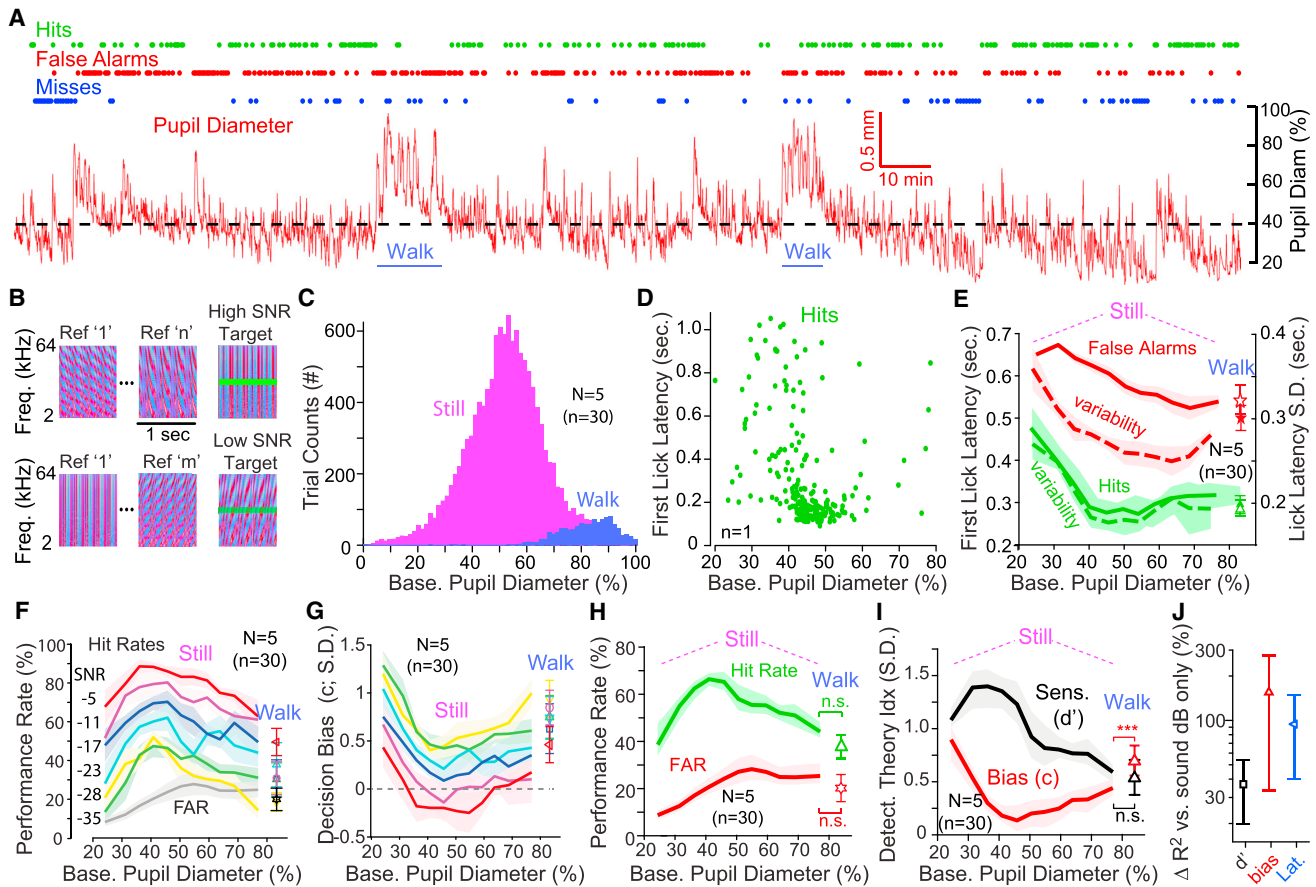 A
Hits
False Alarms
Misses
Pupil Diameter
0.5 mm
10 min
Walk
Walk
100
80
60
40
20
Pupil Diam (%)
B
Ref '1'
Ref 'n'
High SNR
Target
64
2
Freq. (kHz)
...
1 sec
Ref '1'
Ref 'm'
Low SNR
Target
64
2
Freq. (kHz)
...
C
Trial Counts (#)
600
400
200
0
Still
N=5
(n=30)
Walk
0 20 40 60 80 100
Base. Pupil Diameter (%)
D
Hits
First Lick Latency (sec.)
1.0
0.8
0.6
0.4
0.2
0
n=1
20 30 40 50 60 70 80
Base. Pupil Diameter (%)
E
Still
First Lick Latency (sec.)
0.7
0.6
0.5
0.4
0.3
0.2
False Alarms
variability
Walk
N=5
(n=30)
Hits
variability
0.4
0.3
0.2
Lick Latency S.D. (sec.)
20 30 40 50 60 70 80
Base. Pupil Diameter (%)
F
Performance Rate (%)
100
80
60
40
20
0
Hit Rates
N=5
(n=30)
Still
Walk
SNR
-5
-11
-17
-23
-28
-35
FAR
20 30 40 50 60 70 80
Base. Pupil Diameter (%)
G
Decision Bias (c; S.D.)
1.5
1
0.5
0
-0.5
N=5
(n=30)
Walk
Still
20 30 40 50 60 70 80
Base. Pupil Diameter (%)
H
Still
Performance Rate (%)
80
60
40
20
0
Hit Rate
Walk
n.s.
FAR
N=5
(n=30)
n.s.
20 30 40 50 60 70 80
Base. Pupil Diameter (%)
I
Still
Detect. Theory Idx (S.D.)
1.5
1.0
0.5
0
Sens.
(d')
Walk
***
Bias (c)
N=5
(n=30)
n.s.
20 30 40 50 60 70 80
Base. Pupil Diameter (%)
J
Δ R² vs. sound dB only (%)
300
100
30
d'
bias
Lat.